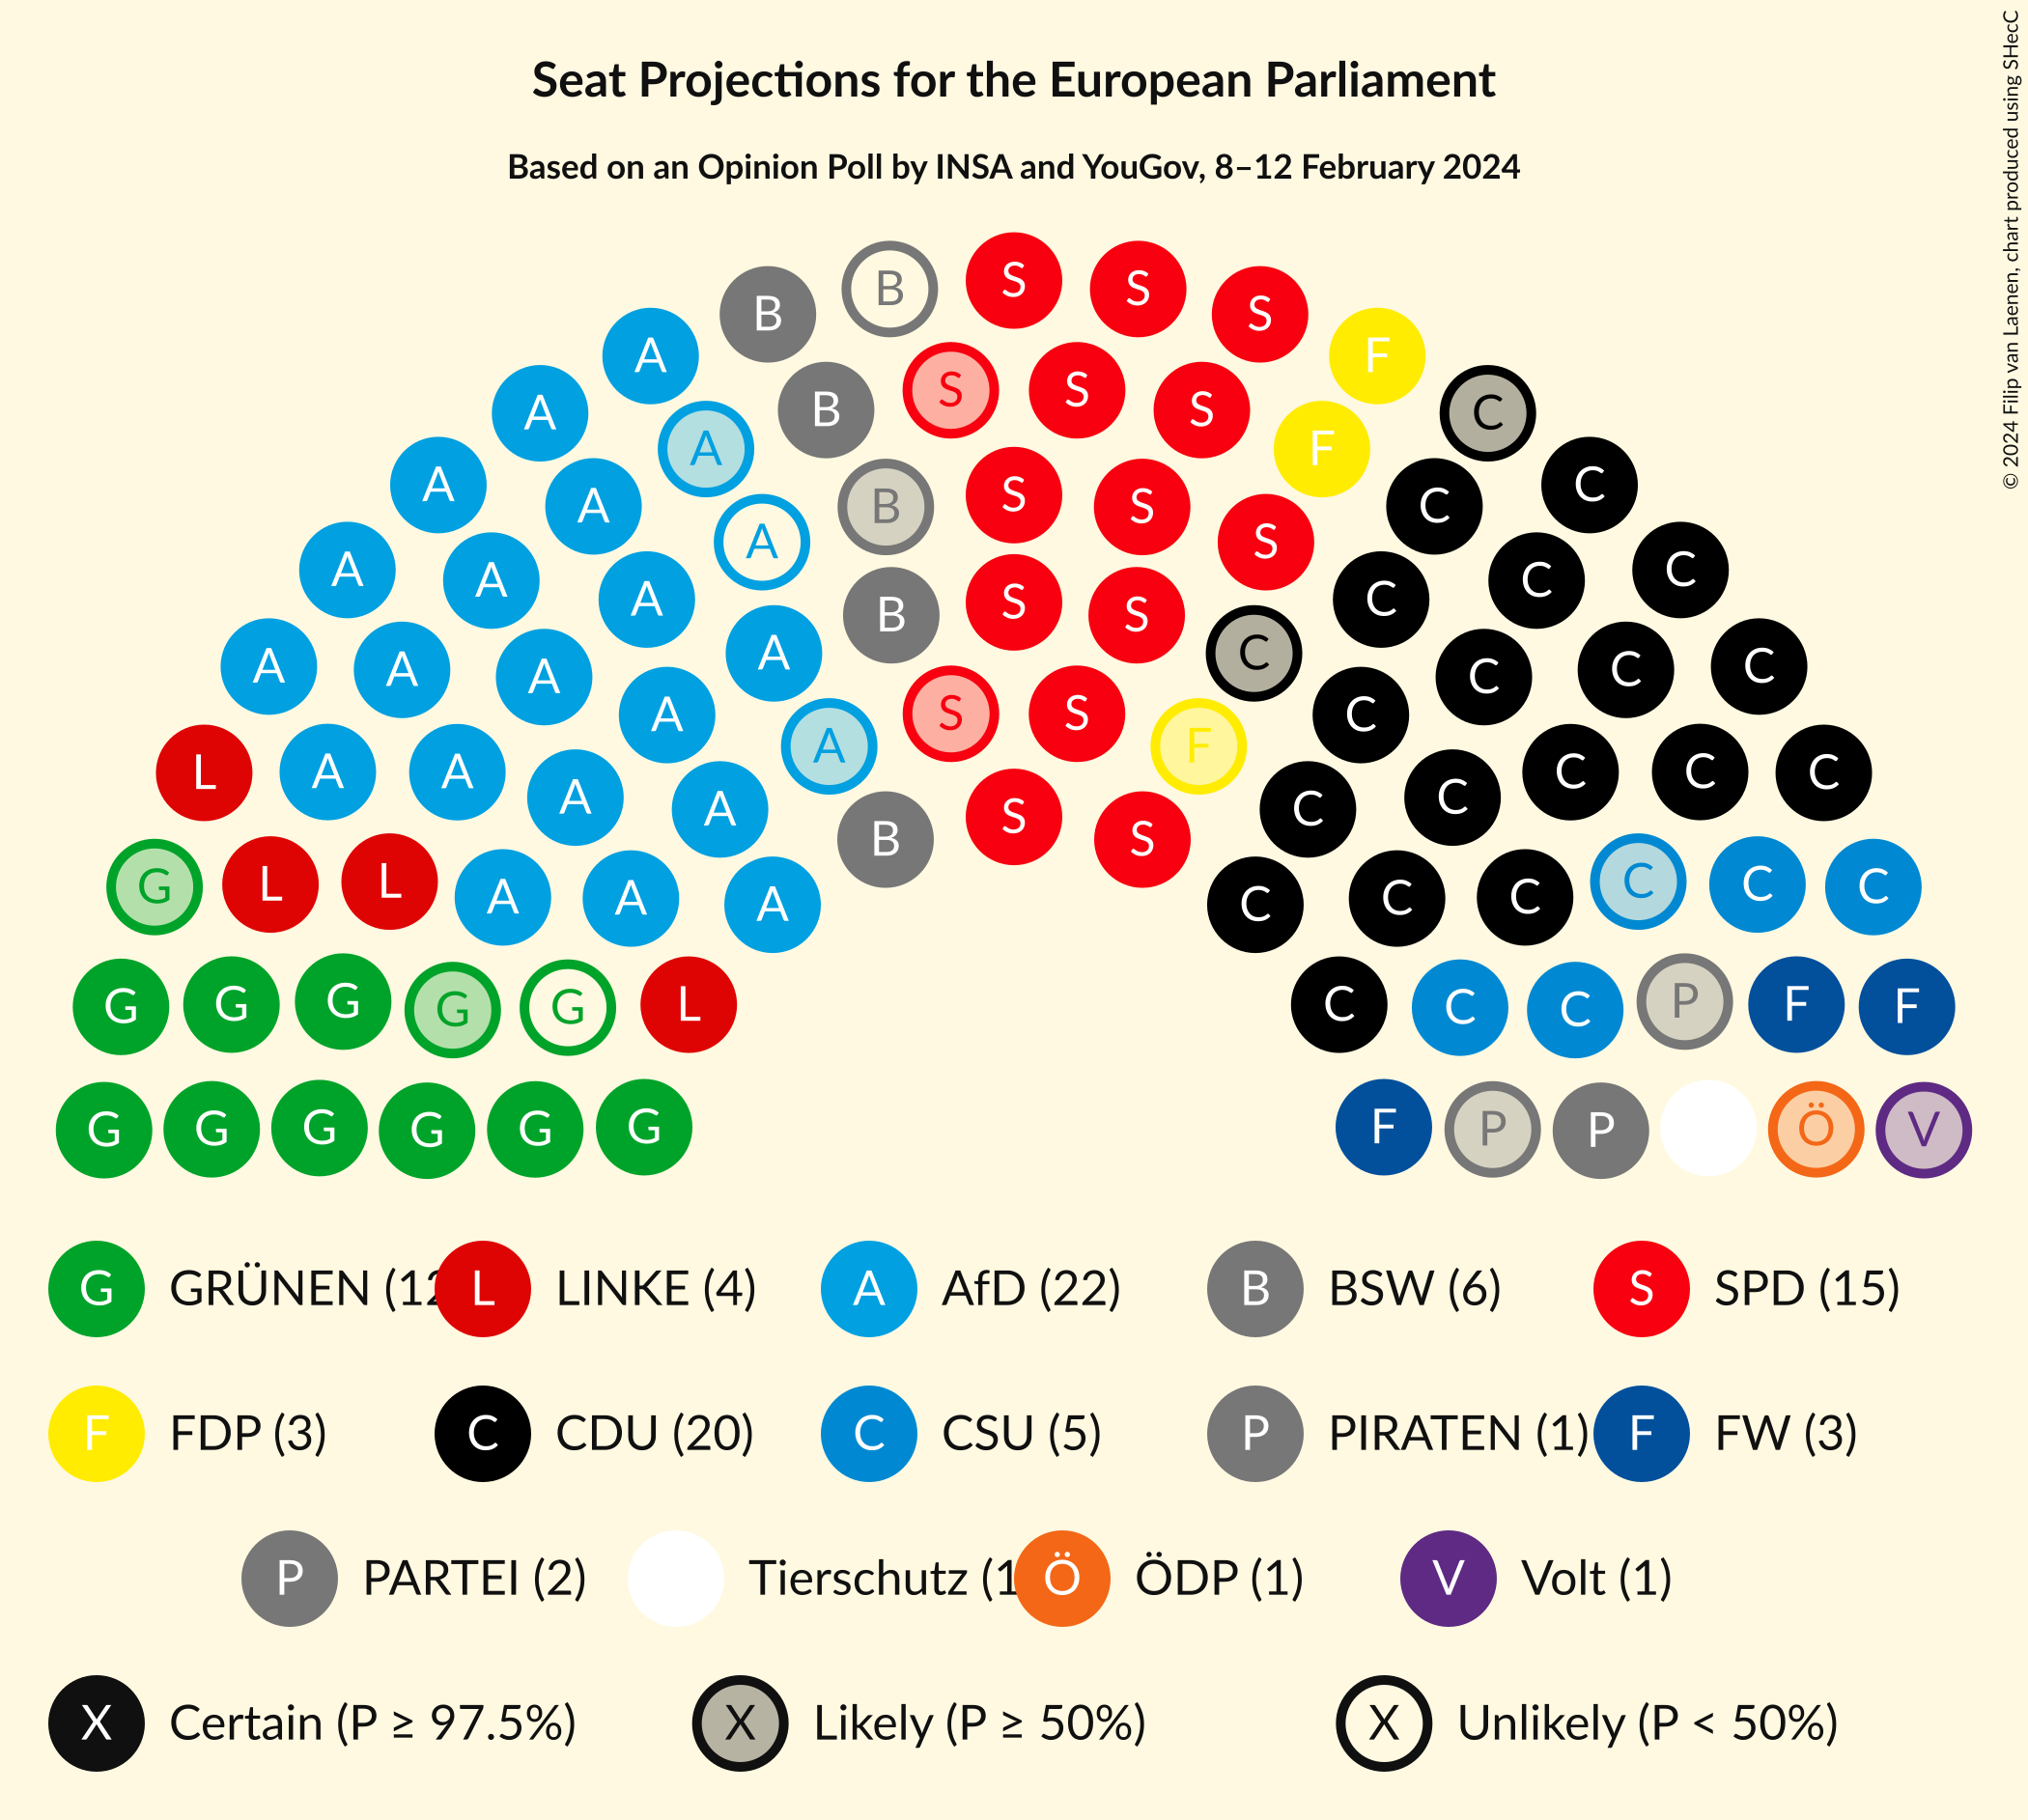 Seat Projections for the European Parliament
Based on an Opinion Poll by INSA and YouGov, 8–12 February 2024
© 2024 Filip van Laenen, chart produced using SHecC
B S S S
A B F
A A B S S S F C
A A A B S S S C C
A A A A B S S C C C C
A A A A A A S S F C C C C C
L A A A A B S S C C C C C
G L L A A A C C C C C C
G G G G G L C C C P F F
G G G G G G F P P Ö V
G GRÜNEN (12 L LINKE (4) A AfD (22) B BSW (6) S SPD (15)
F FDP (3) C CDU (20) C CSU (5) P PIRATEN (1) F FW (3)
P PARTEI (2) Tierschutz (1 Ö ÖDP (1) V Volt (1)
X Certain (P ≥ 97.5%) X Likely (P ≥ 50%) X Unlikely (P < 50%)